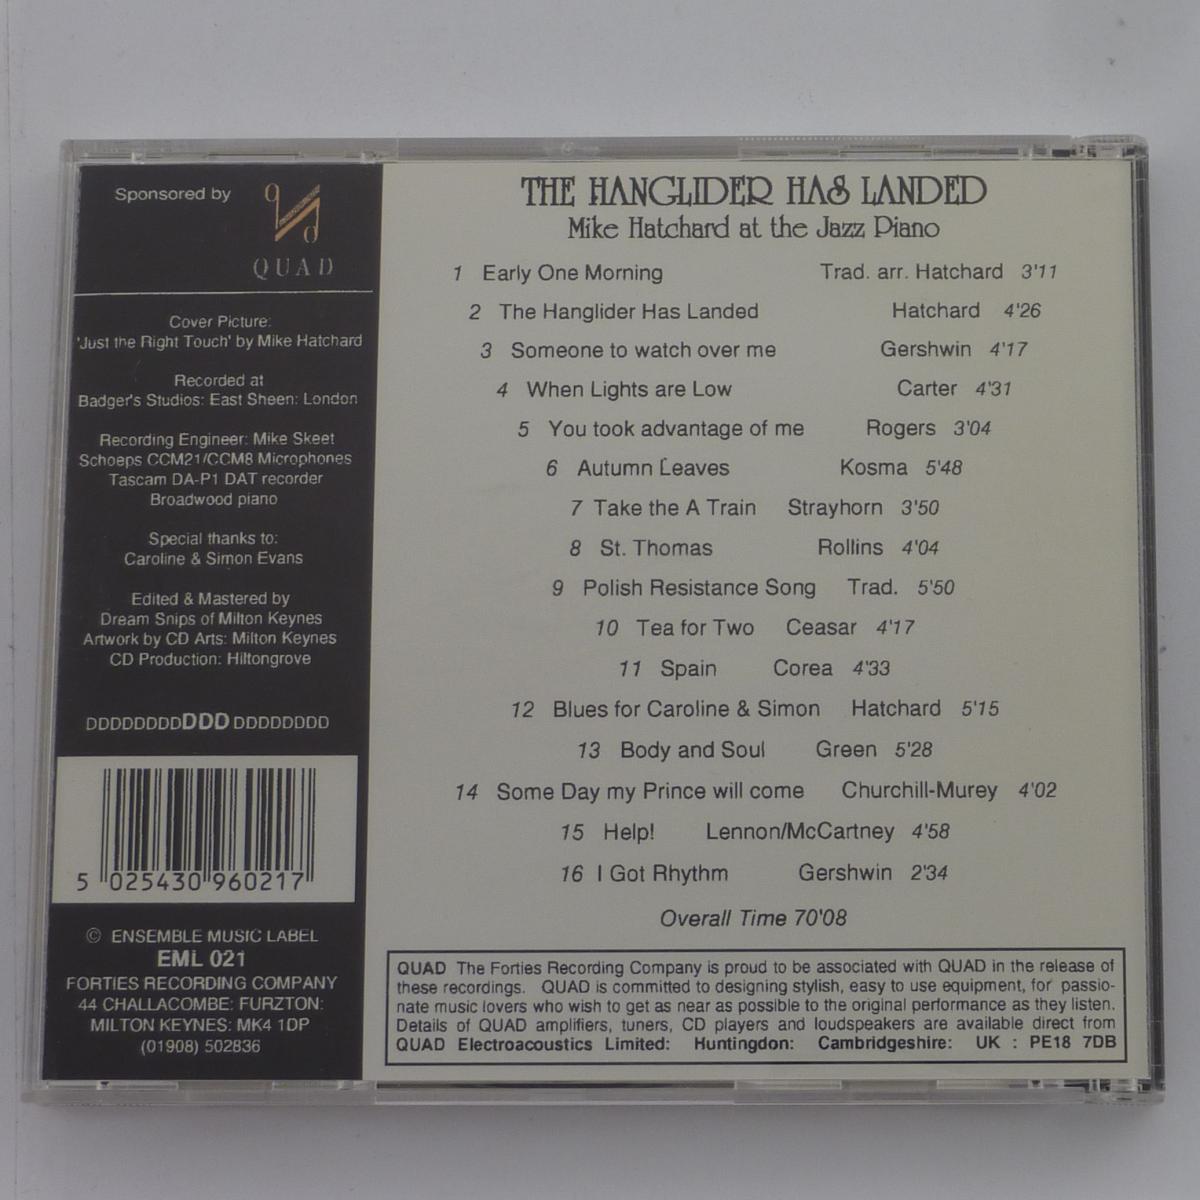 Sponsored by
QUAD
Cover Picture:
'Just the Right Touch' by Mike Hatchard
Recorded at
Badger's Studios: East Sheen: London
Recording Engineer: Mike Skeet
Schoeps CCM21/CCM8 Microphones
Tascam DA-P1 DAT recorder
Broadwood piano
Special thanks to:
Caroline & Simon Evans
Edited & Mastered by
Dream Snips of Milton Keynes
Artwork by CD Arts: Milton Keynes
CD Production: Hiltongrove
DDDDDDDDDDDDDDDDDDD
5 025430 960217
© ENSEMBLE MUSIC LABEL
EML 021
FORTIES RECORDING COMPANY
44 CHALLACOMBE: FURZTON:
MILTON KEYNES: MK4 1DP
(01908) 502836
THE HANGLIDER HAS LANDED
Mike Hatchard at the Jazz Piano
1 Early One Morning Trad. arr. Hatchard 3'11
2 The Hanglider Has Landed Hatchard 4'26
3 Someone to watch over me Gershwin 4'17
4 When Lights are Low Carter 4'31
5 You took advantage of me Rogers 3'04
6 Autumn Leaves Kosma 5'48
7 Take the A Train Strayhorn 3'50
8 St. Thomas Rollins 4'04
9 Polish Resistance Song Trad. 5'50
10 Tea for Two Ceasar 4'17
11 Spain Corea 4'33
12 Blues for Caroline & Simon Hatchard 5'15
13 Body and Soul Green 5'28
14 Some Day my Prince will come Churchill-Murey 4'02
15 Help! Lennon/McCartney 4'58
16 I Got Rhythm Gershwin 2'34
Overall Time 70'08
QUAD The Forties Recording Company is proud to be associated with QUAD in the release of
these recordings. QUAD is committed to designing stylish, easy to use equipment, for passio-
nate music lovers who wish to get as near as possible to the original performance as they listen.
Details of QUAD amplifiers, tuners, CD players and loudspeakers are available direct from
QUAD Electroacoustics Limited: Huntingdon: Cambridgeshire: UK : PE18 7DB